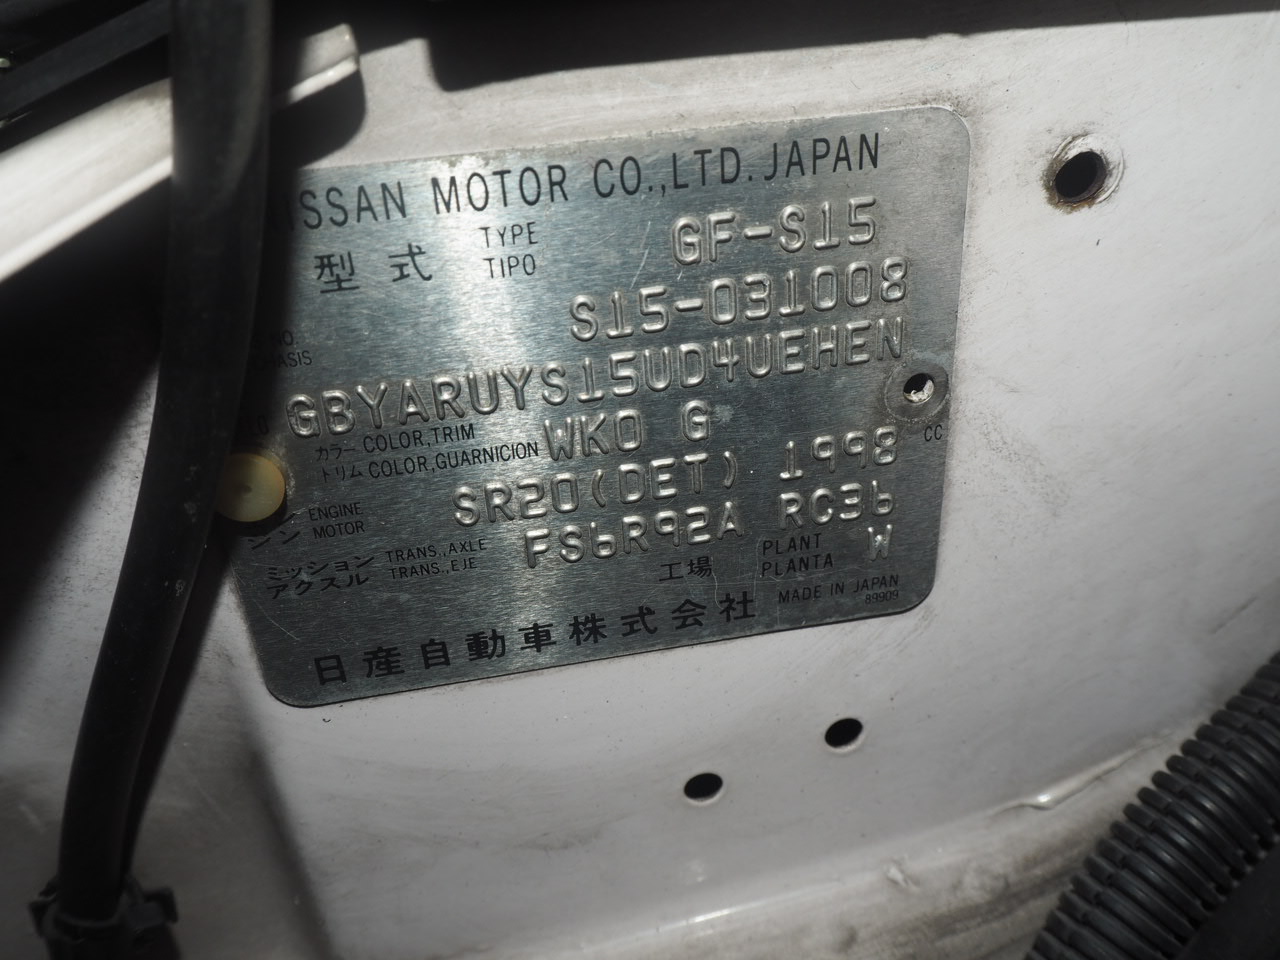 NISSAN MOTOR CO.,LTD.JAPAN
型式 TYPE TIPO GF-S15
NO. S15-031008
CHASIS
GBYARUYS15UD4UEHEN
カラー COLOR,TRIM WK0 G
トリム COLOR,GUARNICION
CC
ENGINE MOTOR SR20(DET) 1998
ミッション TRANS.,AXLE FS6R92A RC36
アクスル TRANS.,EJE
工場 PLANT PLANTA W
日産自動車株式会社 MADE IN JAPAN
89909